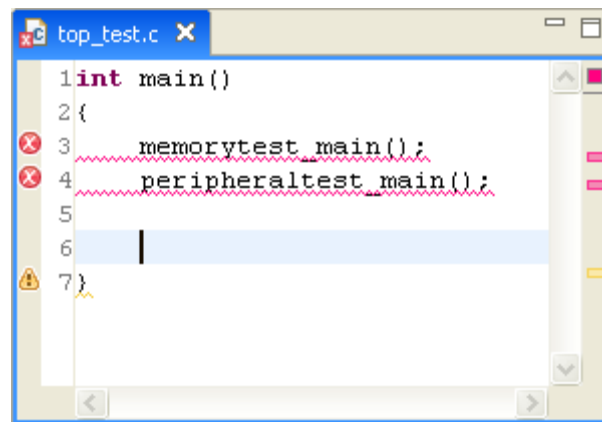 top_test.c
1 int main()
2 {
3 memorytest_main();
4 peripheraltest_main();
5
6
7 }